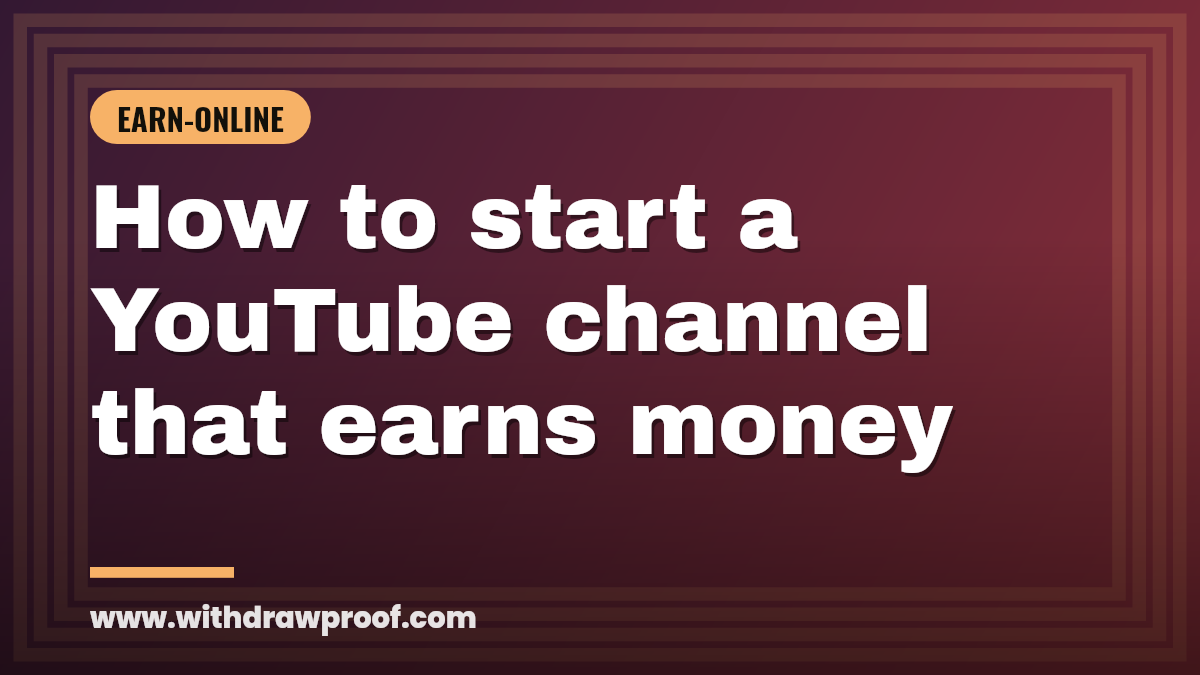 EARN-ONLINE
How to start a
YouTube channel
that earns money
www.withdrawproof.com